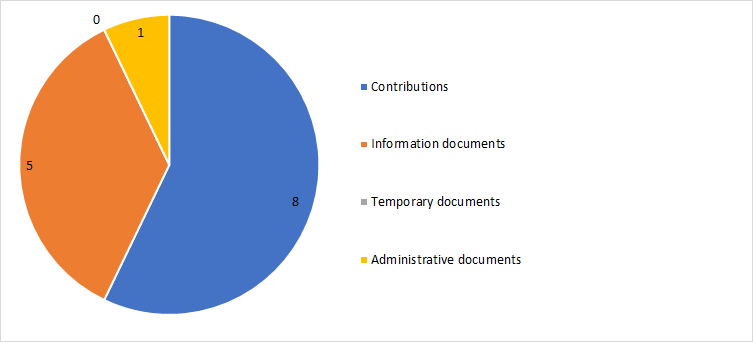 0
1
5
8
Contributions
Information documents
Temporary documents
Administrative documents